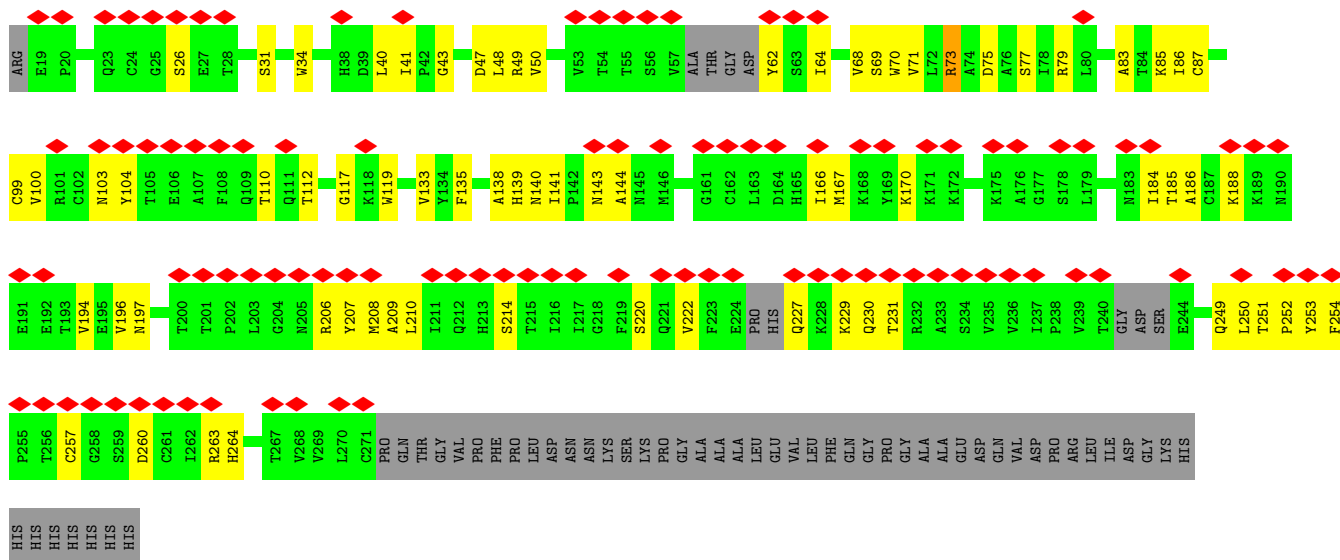 ARG E19 P20 Q23 C24 G25 S26 E27 T28 S31 W34 H38 D39 L40 I41 P42 G43 D47 L48 R49 V50 V53 T54 T55 S56 V57 ALA THR GLY ASP Y62 S63 I64 V68 S69 W70 V71 L72 R73 A74 D75 A76 S77 I78 R79 L80 A83 T84 K85 I86 C87
C99 V100 R101 C102 N103 Y104 T105 E106 A107 F108 Q109 T110 Q111 T112 G117 K118 W119 V133 Y134 F135 A138 H139 N140 I141 P142 N143 A144 N145 M146 G161 C162 L163 D164 H165 I166 M167 K168 Y169 K170 K171 K172 K175 A176 G177 S178 L179 N183 I184 T185 A186 C187 K188 K189 N190
E191 E192 T193 V194 E195 V196 N197 T200 T201 P202 L203 G204 N205 R206 Y207 M208 A209 L210 I211 Q212 H213 S214 T215 I216 I217 G218 F219 S220 Q221 V222 F223 E224 PRO HIS Q227 K228 K229 Q230 T231 R232 A233 S234 V235 V236 I237 P238 V239 T240 GLY ASP SER E244 Q249 L250 T251 P252 Y253 F254
P255 T256 C257 G258 S259 D260 C261 I262 R263 H264 T267 V268 V269 L270 C271 PRO GLN THR GLY VAL PRO PRO PHE PRO LEU ASP ASN ASN LYS SER LYS PRO GLY ALA ALA ALA LEU GLU VAL LEU PHE GLN GLY PRO GLY ALA ALA GLU ASP GLN VAL ASP PRO ARG LEU ILE ASP GLY LYS HIS
HIS HIS HIS HIS HIS HIS HIS